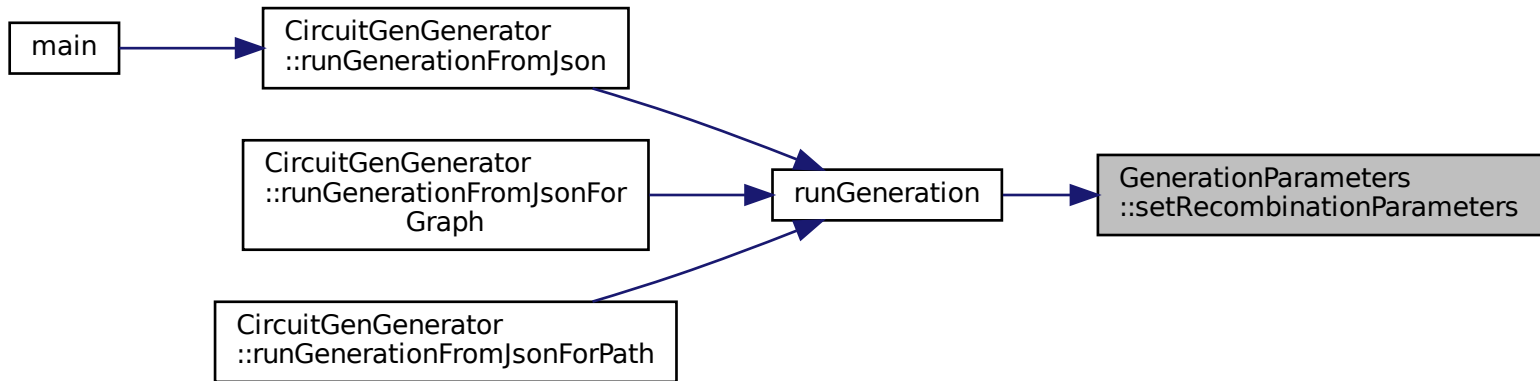 main
CircuitGenGenerator
::runGenerationFromJson
CircuitGenGenerator
::runGenerationFromJsonFor
Graph
CircuitGenGenerator
::runGenerationFromJsonForPath
runGeneration
GenerationParameters
::setRecombinationParameters